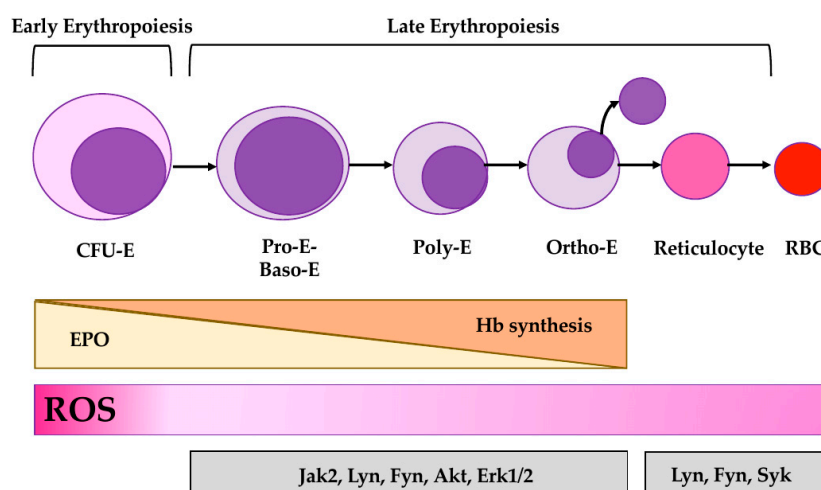 Early Erythropoiesis
Late Erythropoiesis
CFU-E
Pro-E-
Baso-E
Poly-E
Ortho-E
Reticulocyte
RBC
EPO
Hb synthesis
ROS
Jak2, Lyn, Fyn, Akt, Erk1/2
Lyn, Fyn, Syk